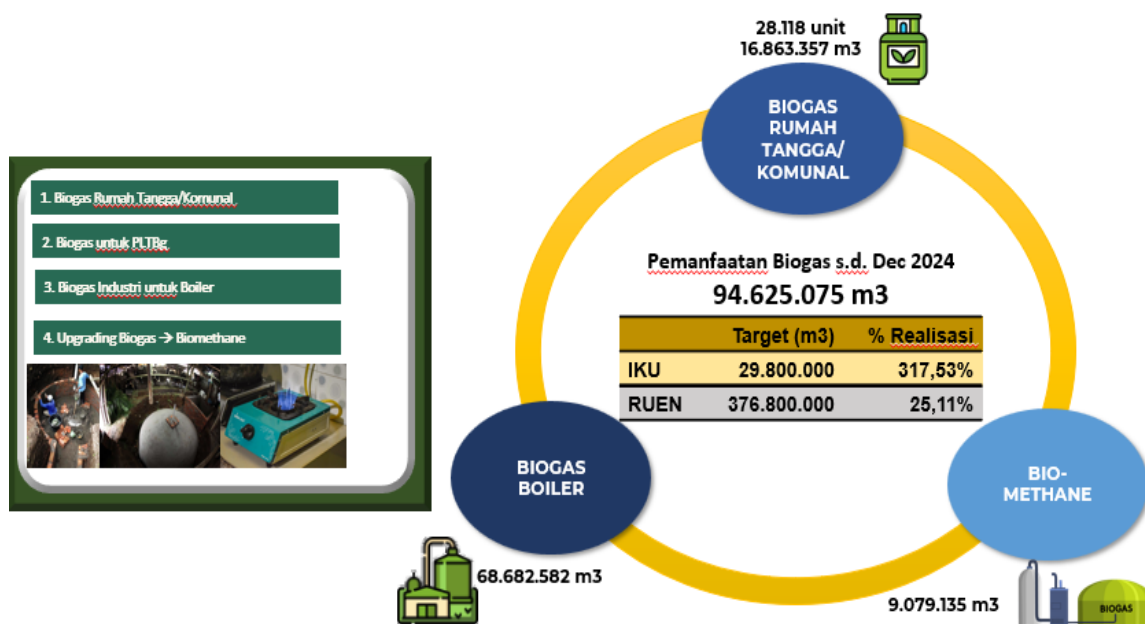 1. Biogas Rumah Tangga/Komunal
2. Biogas untuk PLTBg
3. Biogas Industri untuk Boiler
4. Upgrading Biogas → Biomethane
28.118 unit
16.863.357 m3
BIOGAS
RUMAH
TANGGA/
KOMUNAL
Pemanfaatan Biogas s.d. Dec 2024
94.625.075 m3
Target (m3) % Realisasi
IKU 29.800.000 317,53%
RUEN 376.800.000 25,11%
BIOGAS
BOILER
68.682.582 m3
BIO-
METHANE
9.079.135 m3
BIOGAS